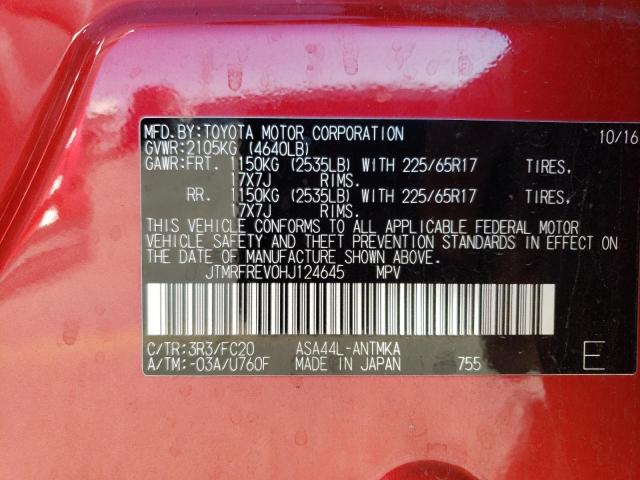 MFD.BY:TOYOTA MOTOR CORPORATION 10/16
GVWR:2105KG (4640LB)
GAWR:FRT. 1150KG (2535LB) WITH 225/65R17 TIRES,
17X7J RIMS.
RR. 1150KG (2535LB) WITH 225/65R17 TIRES,
17X7J RIMS.
THIS VEHICLE CONFORMS TO ALL APPLICABLE FEDERAL MOTOR
VEHICLE SAFETY AND THEFT PREVENTION STANDARDS IN EFFECT ON
THE DATE OF MANUFACTURE SHOWN ABOVE.
JTMRFREV0HJ124645 MPV
C/TR:3R3/FC20 ASA44L-ANTMKA
A/TM:-03A/U760F MADE IN JAPAN 755 E